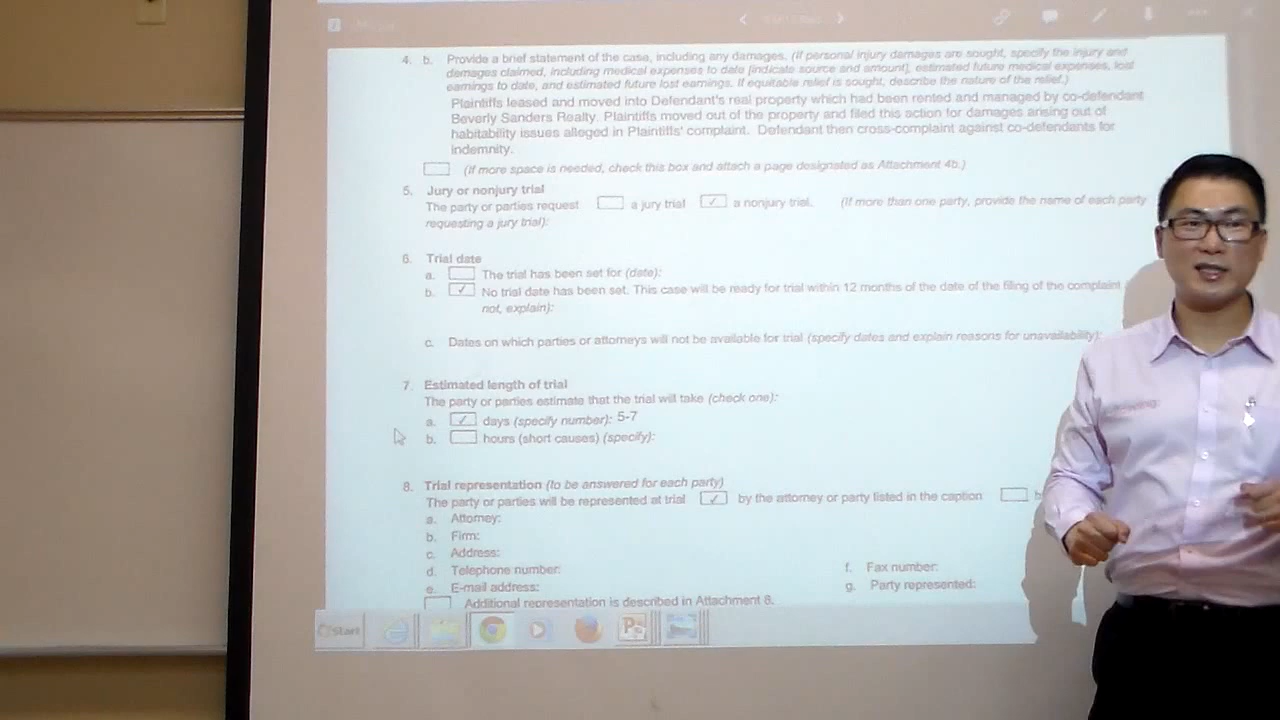 4. b. Provide a brief statement of the case, including any damages. (If personal injury damages are sought, specify the injury and
damages claimed, including medical expenses to date [indicate source and amount], estimated future medical expenses, lost
earnings to date, and estimated future lost earnings. If equitable relief is sought, describe the nature of the relief.)
Plaintiffs leased and moved into Defendant's real property which had been rented and managed by co-defendant
Beverly Sanders Realty. Plaintiffs moved out of the property and filed this action for damages arising out of
habitability issues alleged in Plaintiffs' complaint. Defendant then cross-complaint against co-defendants for
indemnity.
(If more space is needed, check this box and attach a page designated as Attachment 4b.)
5. Jury or nonjury trial
The party or parties request a jury trial ✓ a nonjury trial. (If more than one party, provide the name of each party
requesting a jury trial):
6. Trial date
a. The trial has been set for (date):
b. ✓ No trial date has been set. This case will be ready for trial within 12 months of the date of the filing of the complaint
not, explain):
c. Dates on which parties or attorneys will not be available for trial (specify dates and explain reasons for unavailability):
7. Estimated length of trial
The party or parties estimate that the trial will take (check one):
a. ✓ days (specify number): 5-7
b. hours (short causes) (specify):
8. Trial representation (to be answered for each party)
The party or parties will be represented at trial ✓ by the attorney or party listed in the caption
a. Attorney:
b. Firm:
c. Address:
d. Telephone number: f. Fax number:
e. E-mail address: g. Party represented:
Additional representation is described in Attachment 8.
Start